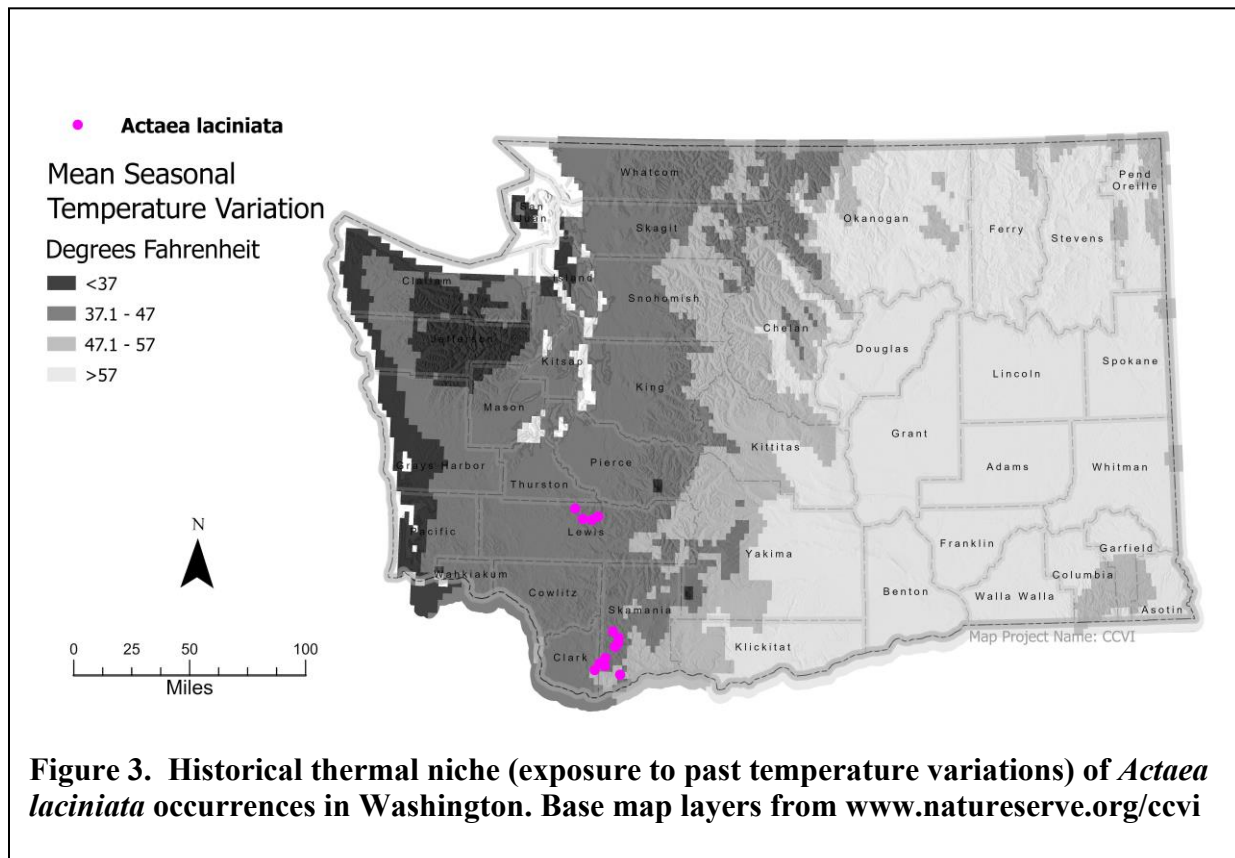 Actaea laciniata
Mean Seasonal
Temperature Variation
Degrees Fahrenheit
<37
37.1 - 47
47.1 - 57
>57
N
0 25 50 100
Miles
Whatcom
San
Juan
Skagit
Okanogan
Ferry
Stevens
Pend
Oreille
Clallam
Island
Snohomish
Chelan
Jefferson
Kitsap
Douglas
Lincoln
Spokane
King
Mason
Grant
Kittitas
Grays Harbor
Pierce
Adams
Whitman
Thurston
Pacific
Lewis
Yakima
Franklin
Garfield
Wahkiakum
Columbia
Cowlitz
Skamania
Benton
Walla Walla
Asotin
Clark
Klickitat
Map Project Name: CCVI
Figure 3. Historical thermal niche (exposure to past temperature variations) of Actaea
laciniata occurrences in Washington. Base map layers from www.natureserve.org/ccvi